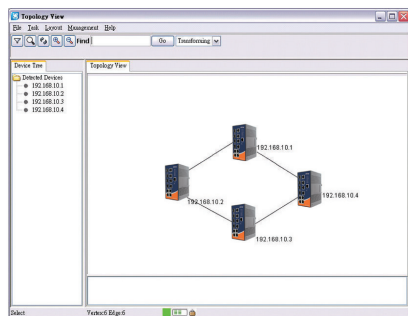 Topology View
File Task Layout Management Help
Find Go Transforming
Device Tree Topology View
Detected Devices
192.168.10.1
192.168.10.2
192.168.10.3
192.168.10.4
192.168.10.1
192.168.10.2
192.168.10.4
192.168.10.3
Select Vertex:6 Edge:6